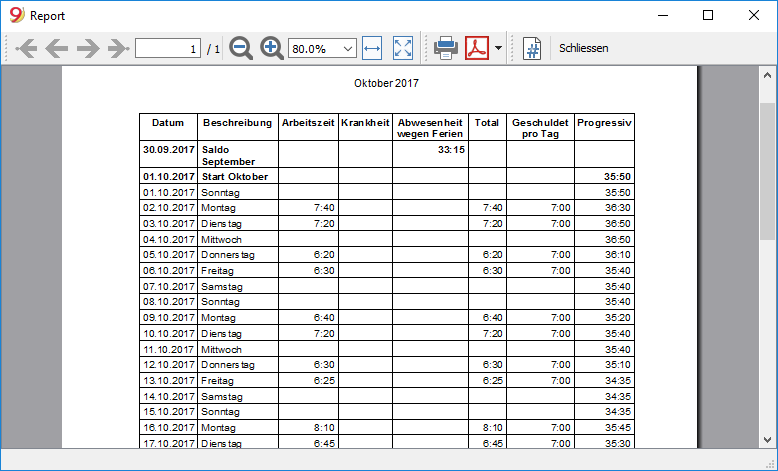 9 Report
1 / 1 80.0% # Schliessen
Oktober 2017
Datum Beschreibung Arbeitszeit Krankheit Abwesenheit wegen Ferien Total Geschuldet pro Tag Progressiv
30.09.2017 Saldo September 33:15
01.10.2017 Start Oktober 35:50
01.10.2017 Sonntag 35:50
02.10.2017 Montag 7:40 7:40 7:00 36:30
03.10.2017 Dienstag 7:20 7:20 7:00 36:50
04.10.2017 Mittwoch 36:50
05.10.2017 Donnerstag 6:20 6:20 7:00 36:10
06.10.2017 Freitag 6:30 6:30 7:00 35:40
07.10.2017 Samstag 35:40
08.10.2017 Sonntag 35:40
09.10.2017 Montag 6:40 6:40 7:00 35:20
10.10.2017 Dienstag 7:20 7:20 7:00 35:40
11.10.2017 Mittwoch 35:40
12.10.2017 Donnerstag 6:30 6:30 7:00 35:10
13.10.2017 Freitag 6:25 6:25 7:00 34:35
14.10.2017 Samstag 34:35
15.10.2017 Sonntag 34:35
16.10.2017 Montag 8:10 8:10 7:00 35:45
17.10.2017 Dienstag 6:45 6:45 7:00 35:30